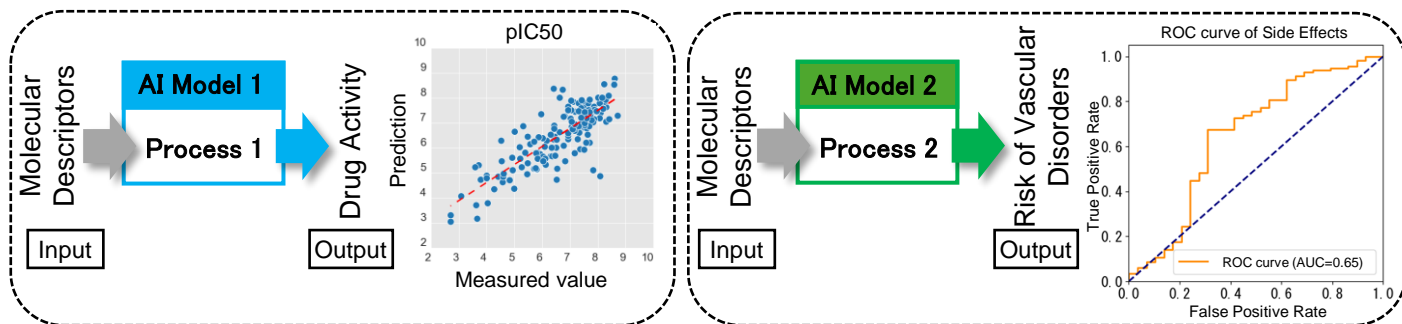 Molecular
Descriptors
Input
AI Model 1
Process 1
Drug Activity
Output
pIC50
Prediction
10
9
8
7
6
5
4
3
2
2
3
4
5
6
7
8
9
10
Measured value
Molecular
Descriptors
Input
AI Model 2
Process 2
Risk of Vascular
Disorders
Output
ROC curve of Side Effects
True Positive Rate
1.0
0.8
0.6
0.4
0.2
0.0
ROC curve (AUC=0.65)
0.0
0.2
0.4
0.6
0.8
1.0
False Positive Rate